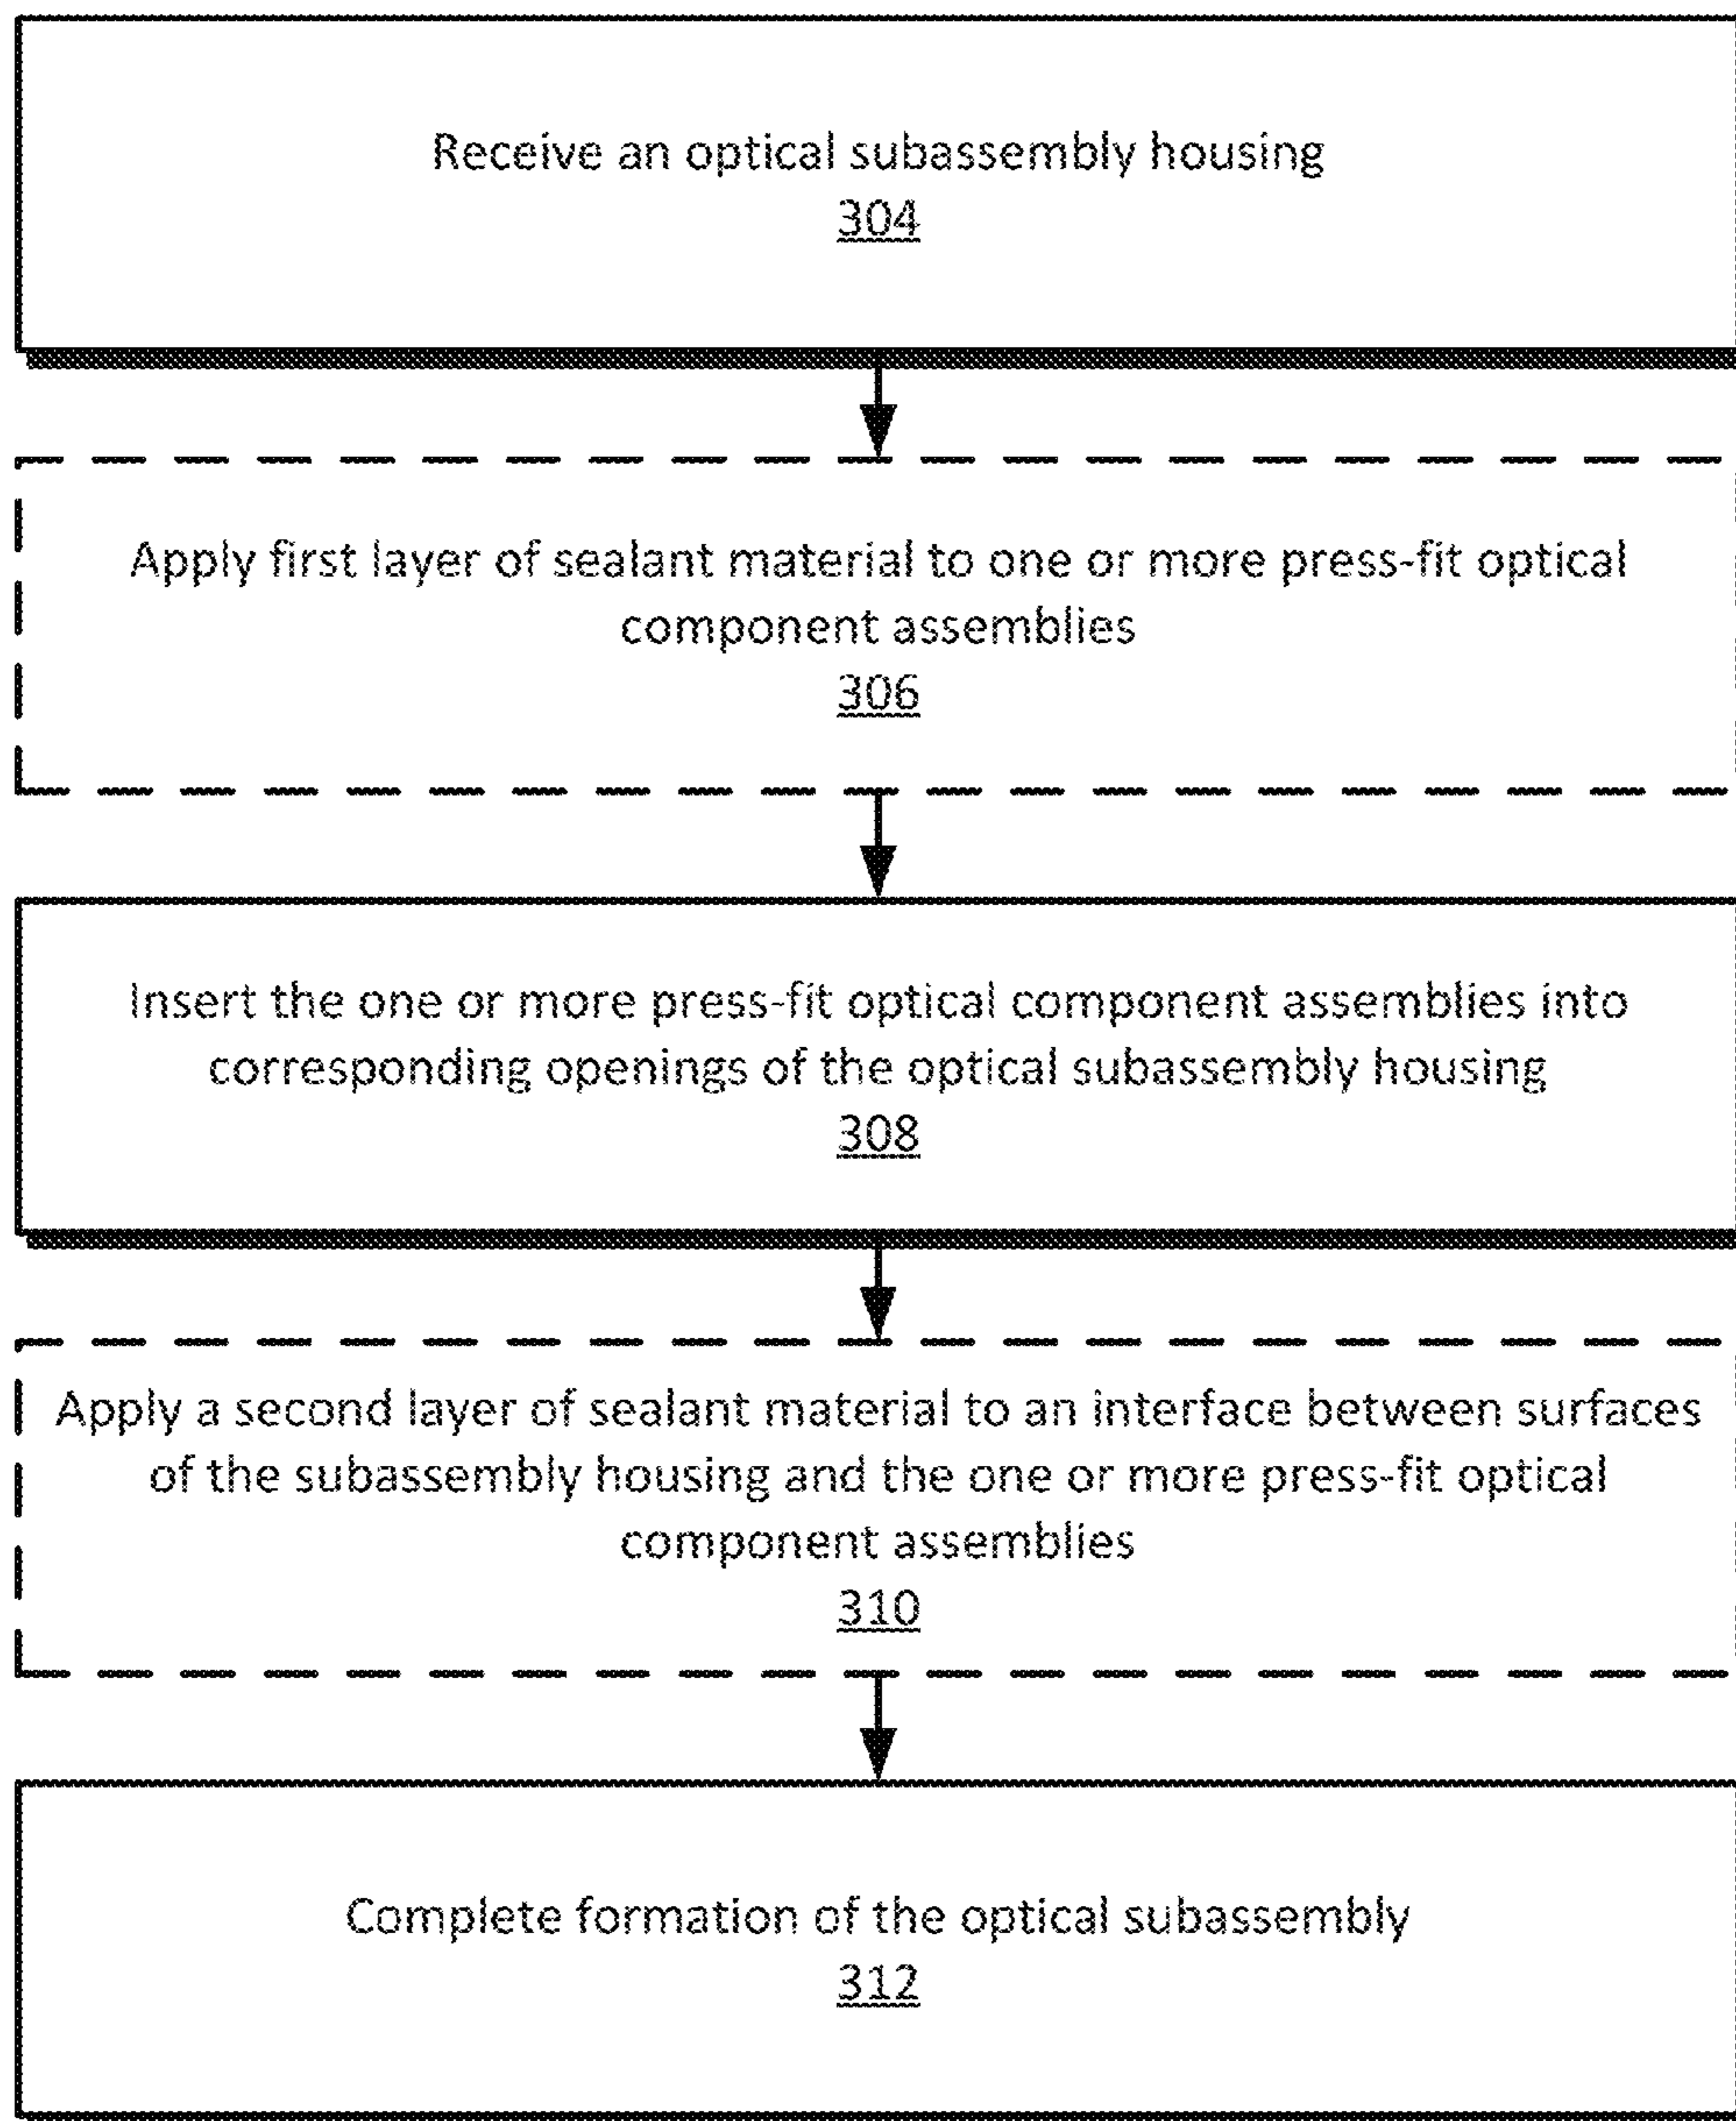 Receive an optical subassembly housing
304
Apply first layer of sealant material to one or more press-fit optical
component assemblies
306
Insert the one or more press-fit optical component assemblies into
corresponding openings of the optical subassembly housing
308
Apply a second layer of sealant material to an interface between surfaces
of the subassembly housing and the one or more press-fit optical
component assemblies
310
Complete formation of the optical subassembly
312